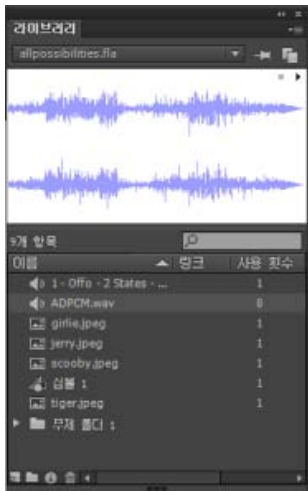 라이브러리
allpossibilities.fla
9개 항목
이름 링크 사용 횟수
1 - Offo - 2 States - ... 1
ADPCM.wav 0
girlie.jpeg 1
jerry.jpeg 1
scooby.jpeg 1
심볼 1 1
tiger.jpeg 1
무제 폴더 1